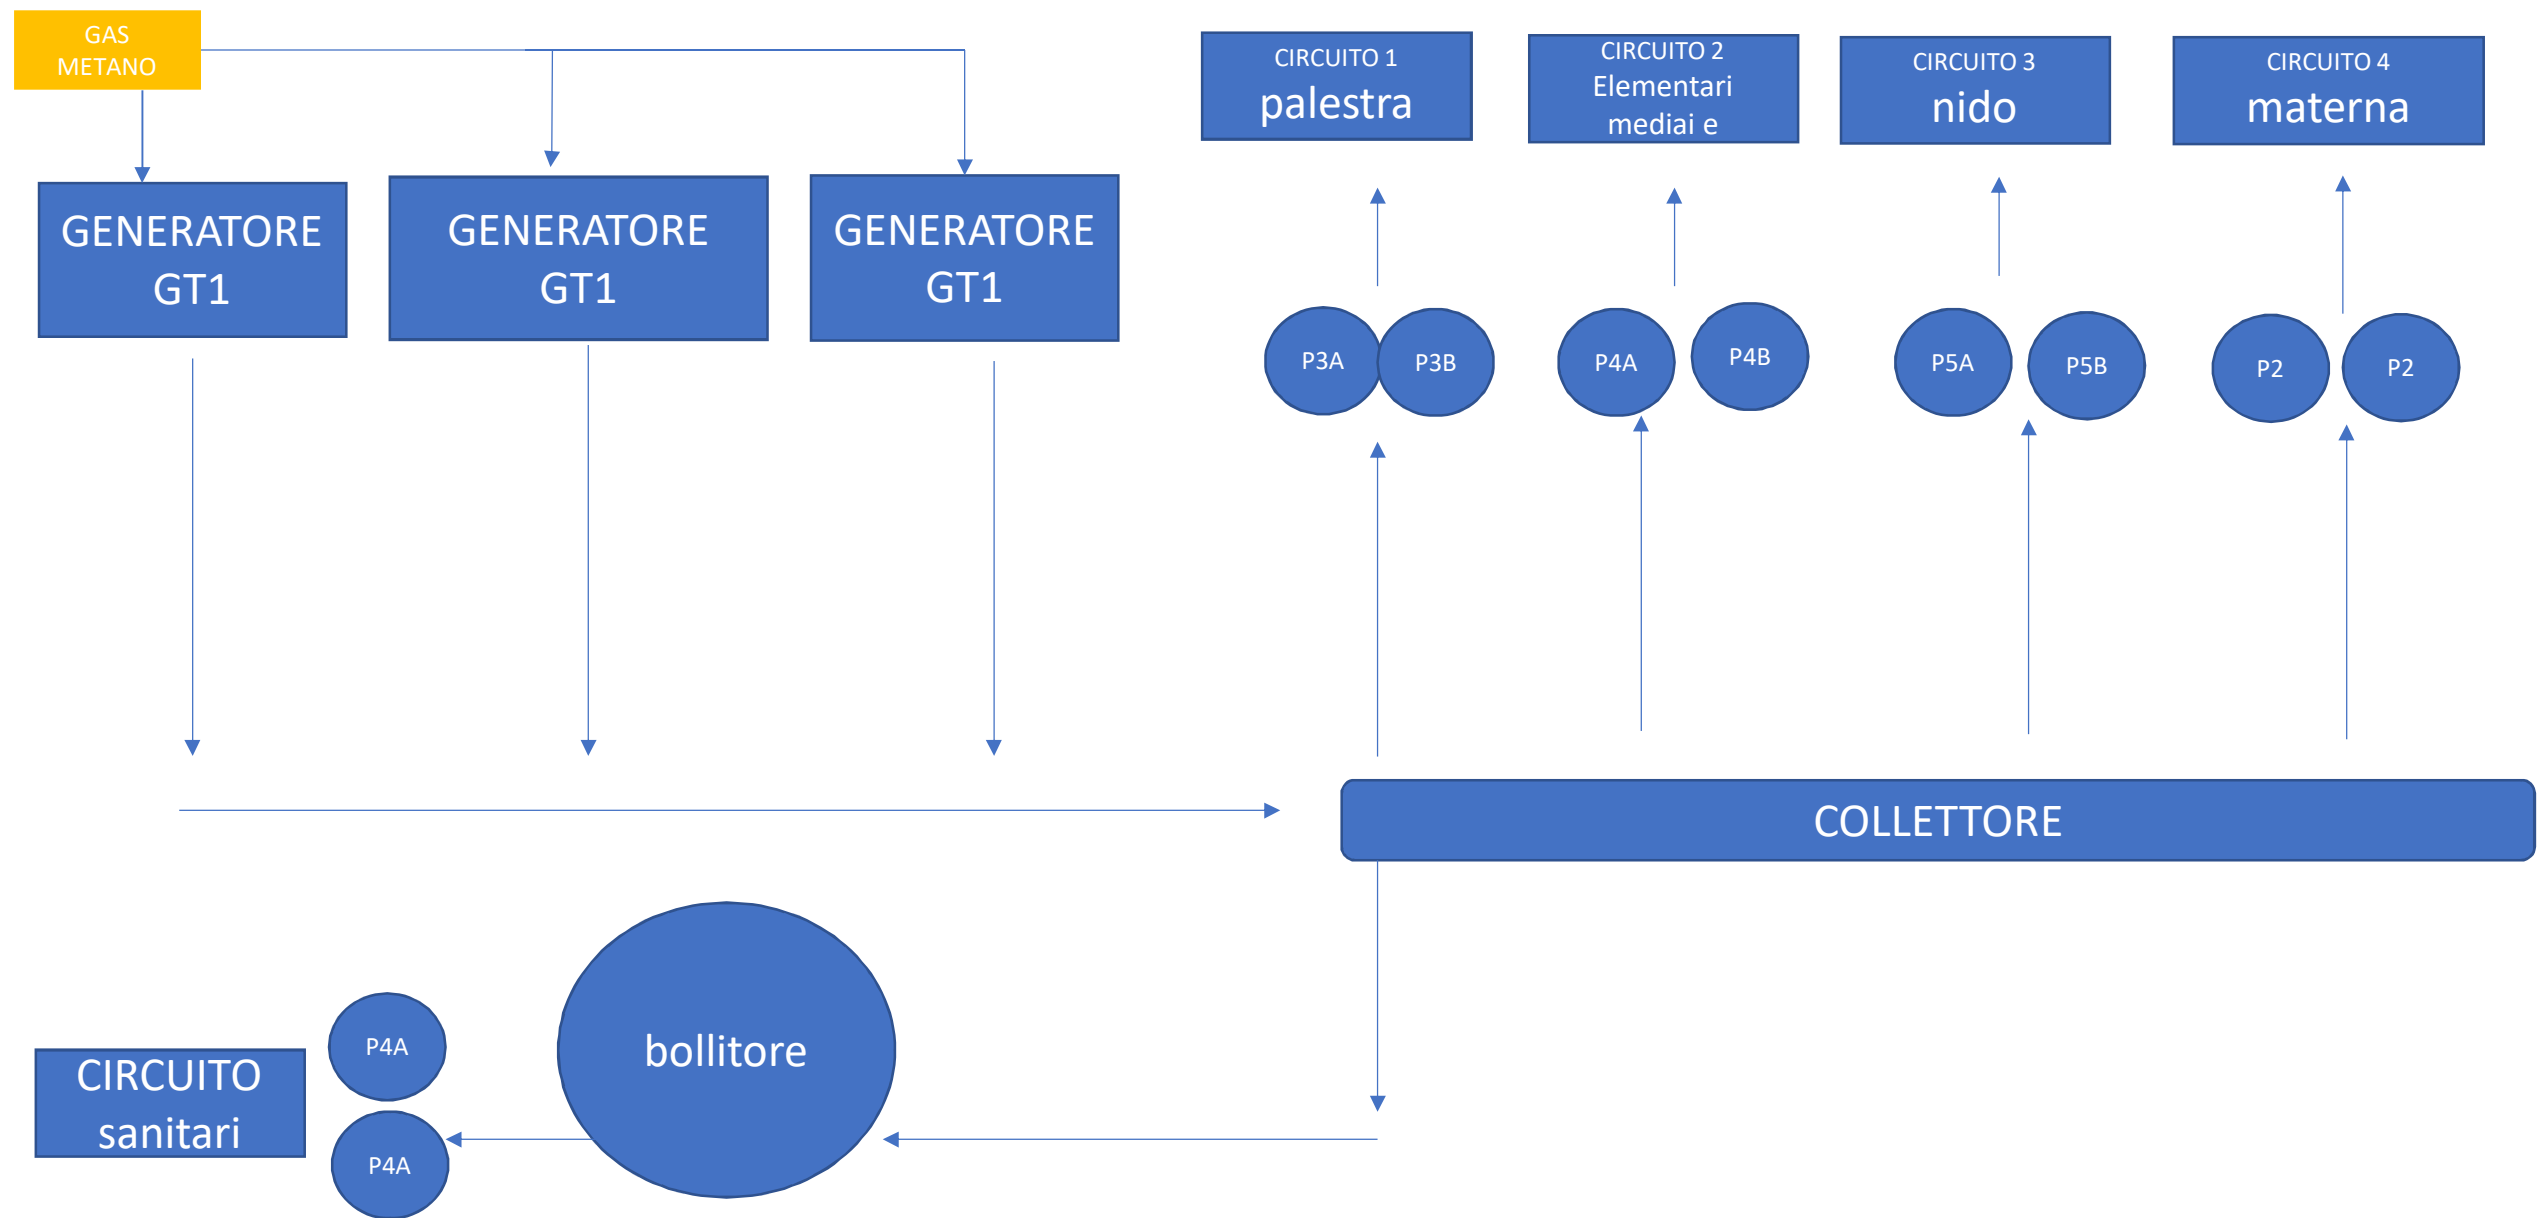 GAS
METANO
CIRCUITO 1
palestra
CIRCUITO 2
Elementari
mediai e
CIRCUITO 3
nido
CIRCUITO 4
materna
GENERATORE
GT1
GENERATORE
GT1
GENERATORE
GT1
P3A
P3B
P4A
P4B
P5A
P5B
P2
P2
COLLETTORE
bollitore
P4A
CIRCUITO
sanitari
P4A